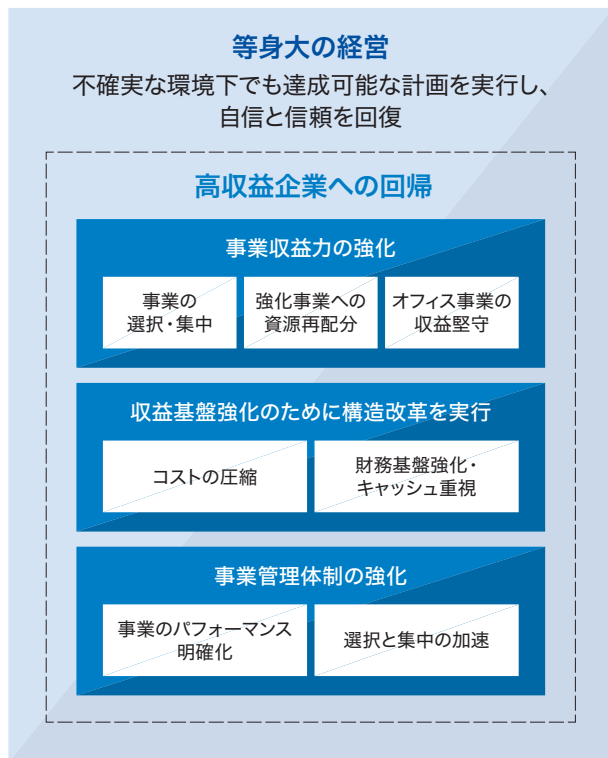 等身大の経営
不確実な環境下でも達成可能な計画を実行し、
自信と信頼を回復
高収益企業への回帰
事業収益力の強化
事業の
選択・集中
強化事業への
資源再配分
オフィス事業の
収益堅守
収益基盤強化のために構造改革を実行
コストの圧縮
財務基盤強化・
キャッシュ重視
事業管理体制の強化
事業のパフォーマンス
明確化
選択と集中の加速